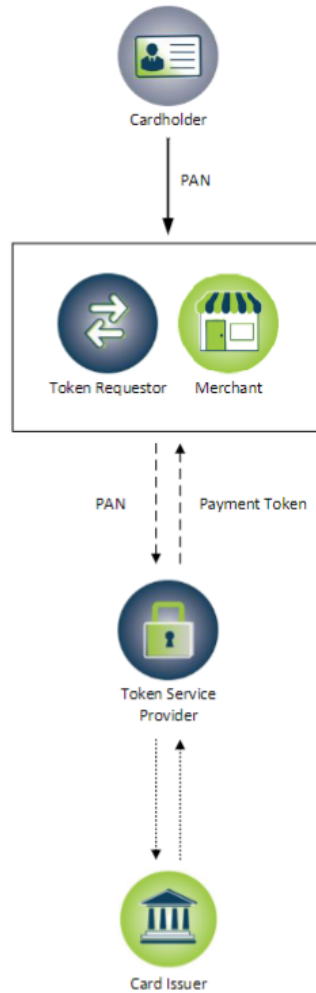 Cardholder
PAN
Token Requestor
Merchant
PAN
Payment Token
Token Service
Provider
Card Issuer